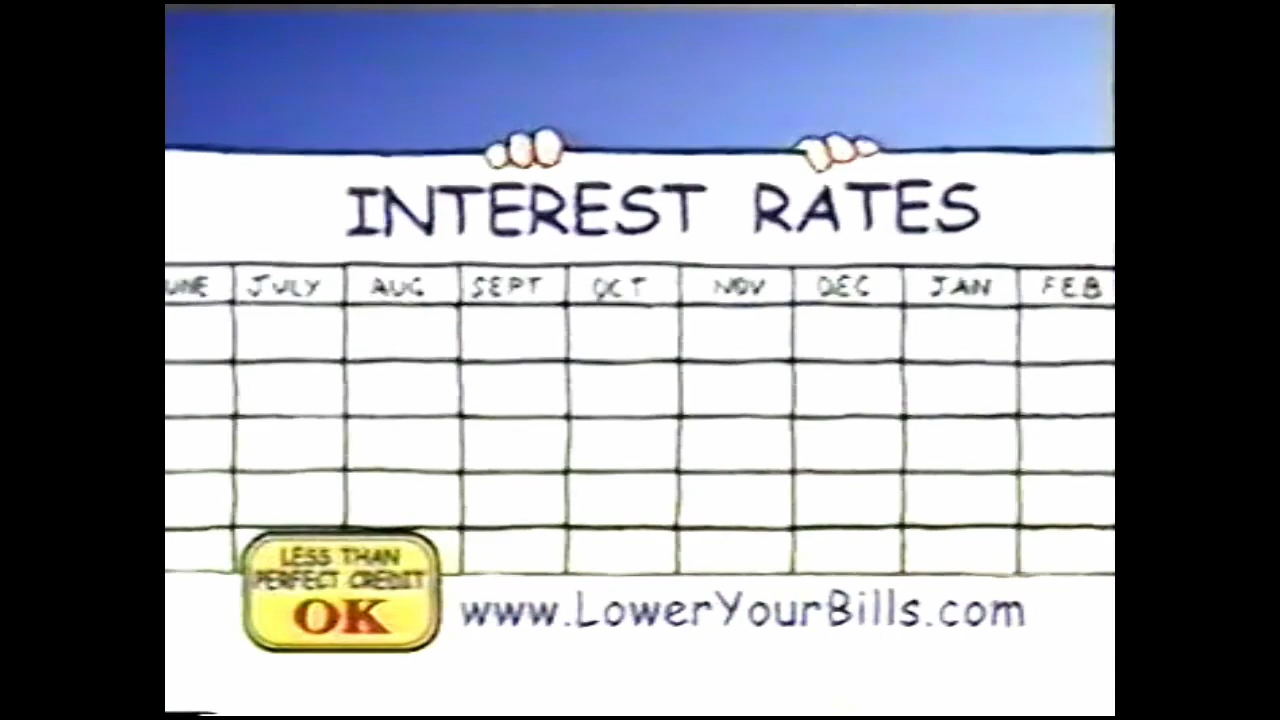 INTEREST RATES
UNE JULY AUG SEPT OCT NOV DEC JAN FEB
LESS THAN
PERFECT CREDIT
OK
www.LowerYourBills.com